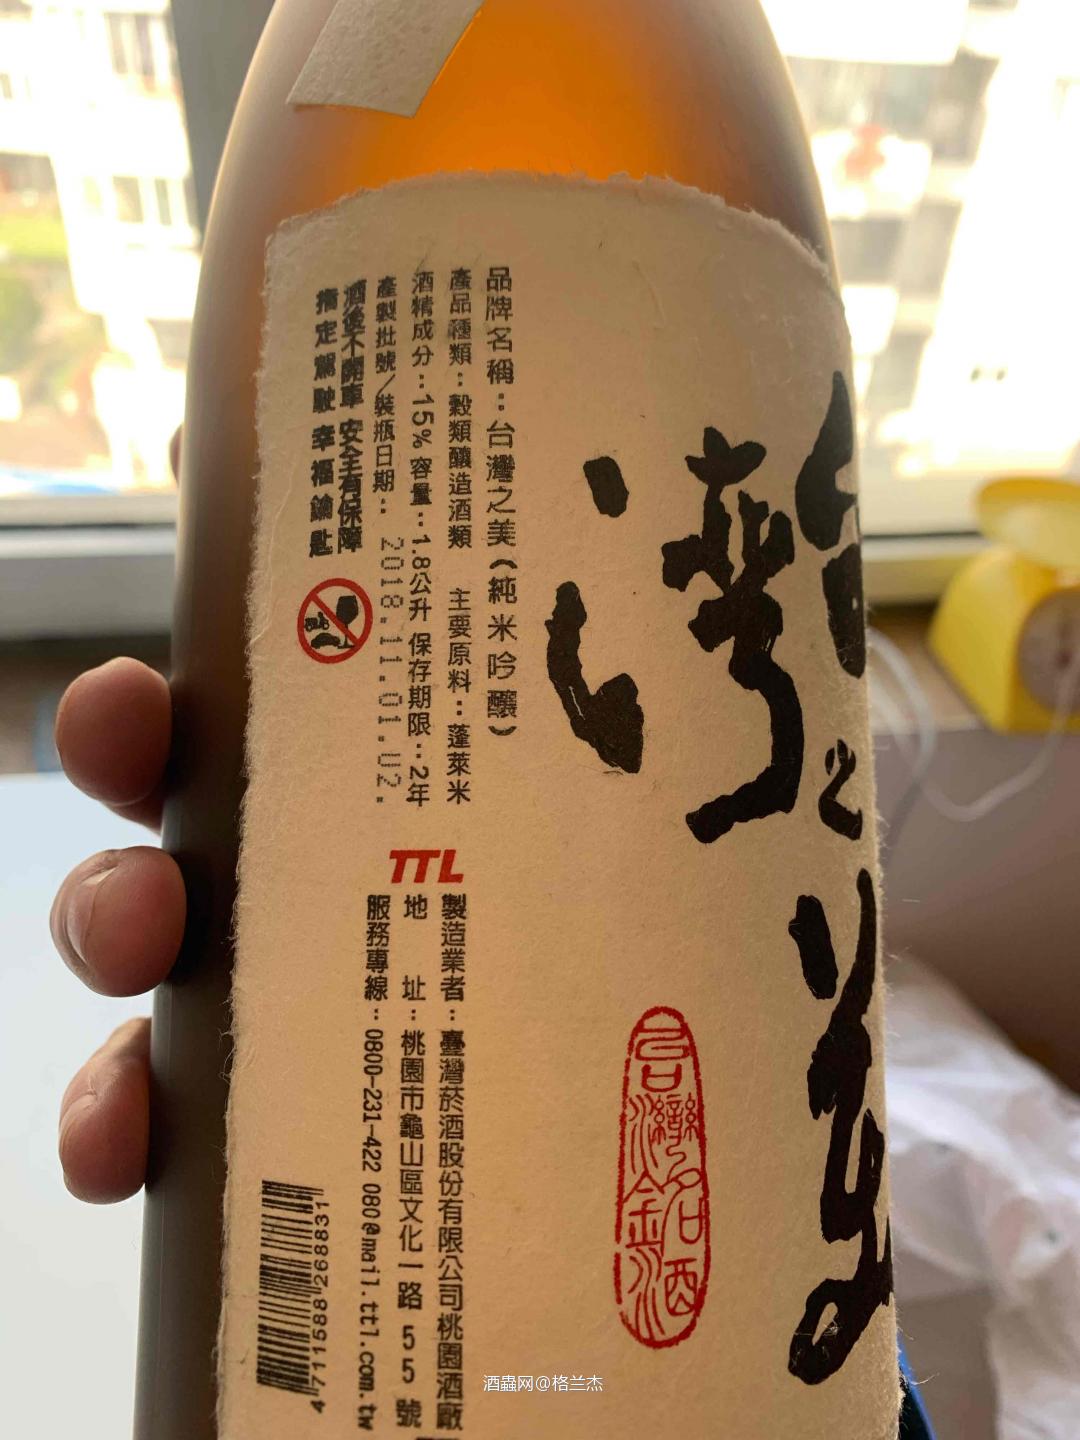 台灣之美
台灣銘酒
品牌名稱：台灣之美（純米吟釀）
產品種類：穀類釀造酒類 主要原料：蓬萊米
酒精成分：15% 容量：1.8公升 保存期限：2年
產製批號／裝瓶日期： 2018.11.01.02.
酒後不開車 安全有保障
指定駕駛 幸福鑰匙
TTL
製造業者：臺灣菸酒股份有限公司桃園酒廠
地址：桃園市龜山區文化一路55號
服務專線：0800-231-422 080@mail.ttl.com.tw
4711588268831
酒蟲网@格兰杰